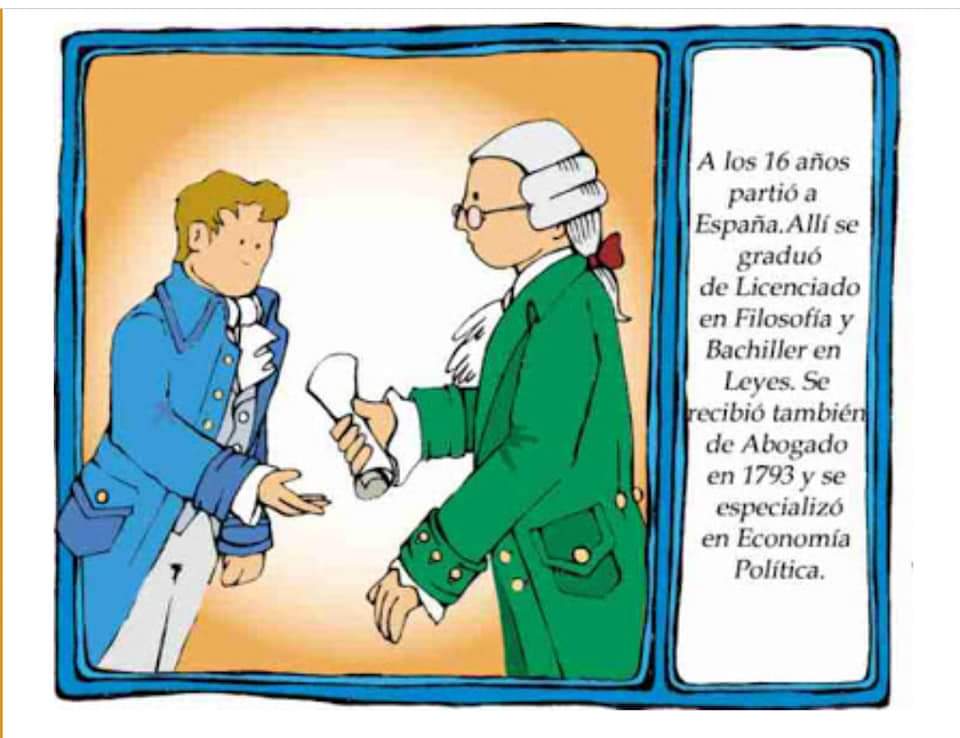 A los 16 años
partió a
España.Allí se
graduó
de Licenciado
en Filosofía y
Bachiller en
Leyes. Se
recibió también
de Abogado
en 1793 y se
especializó
en Economía
Política.